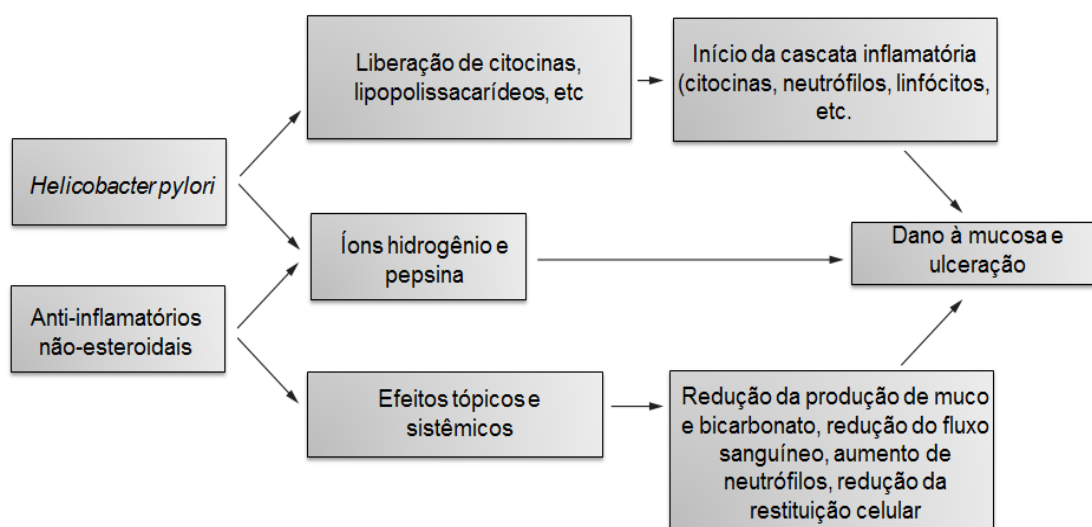 Liberação de citocinas,
lipopolissacarídeos, etc
Início da cascata inflamatória
(citocinas, neutrófilos, linfócitos,
etc.
Helicobacter pylori
Íons hidrogênio e
pepsina
Dano à mucosa e
ulceração
Anti-inflamatórios
não-esteroidais
Efeitos tópicos e
sistêmicos
Redução da produção de muco
e bicarbonato, redução do fluxo
sanguíneo, aumento de
neutrófilos, redução da
restituição celular